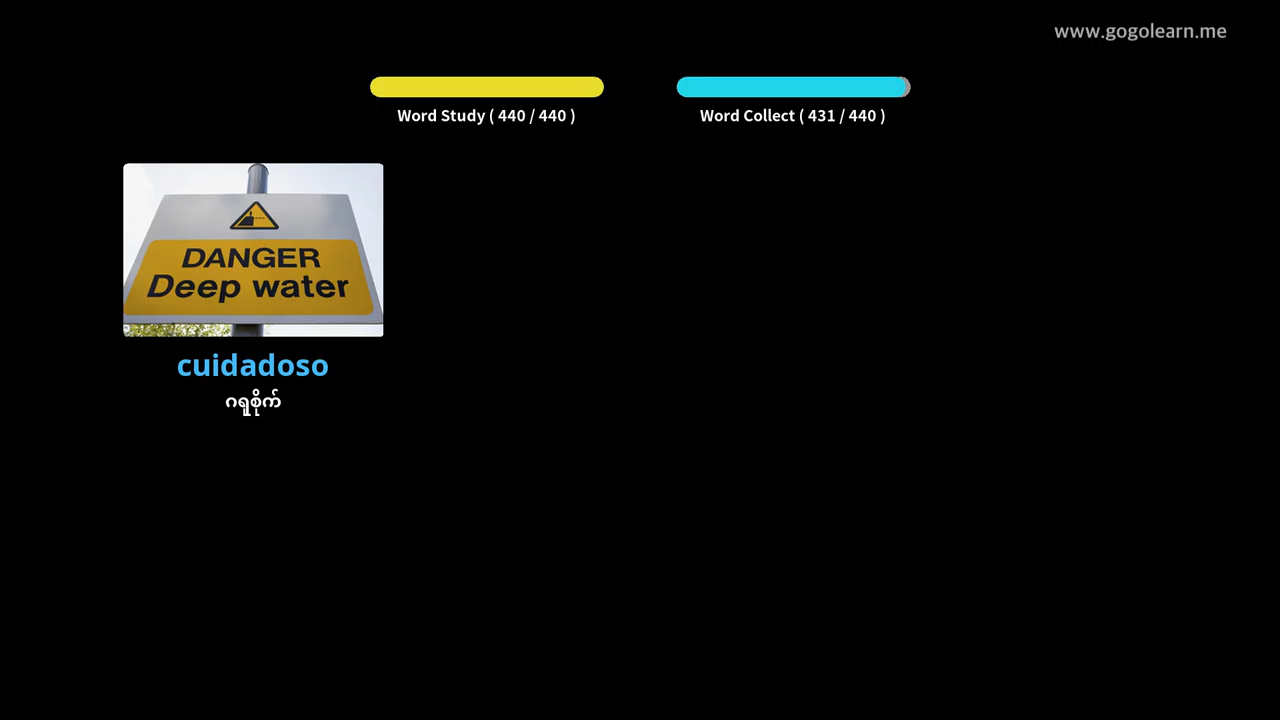 www.gogolearn.me
Word Study ( 440 / 440 )
Word Collect ( 431 / 440 )
DANGER
Deep water
cuidadoso
ဂရုစိုက်